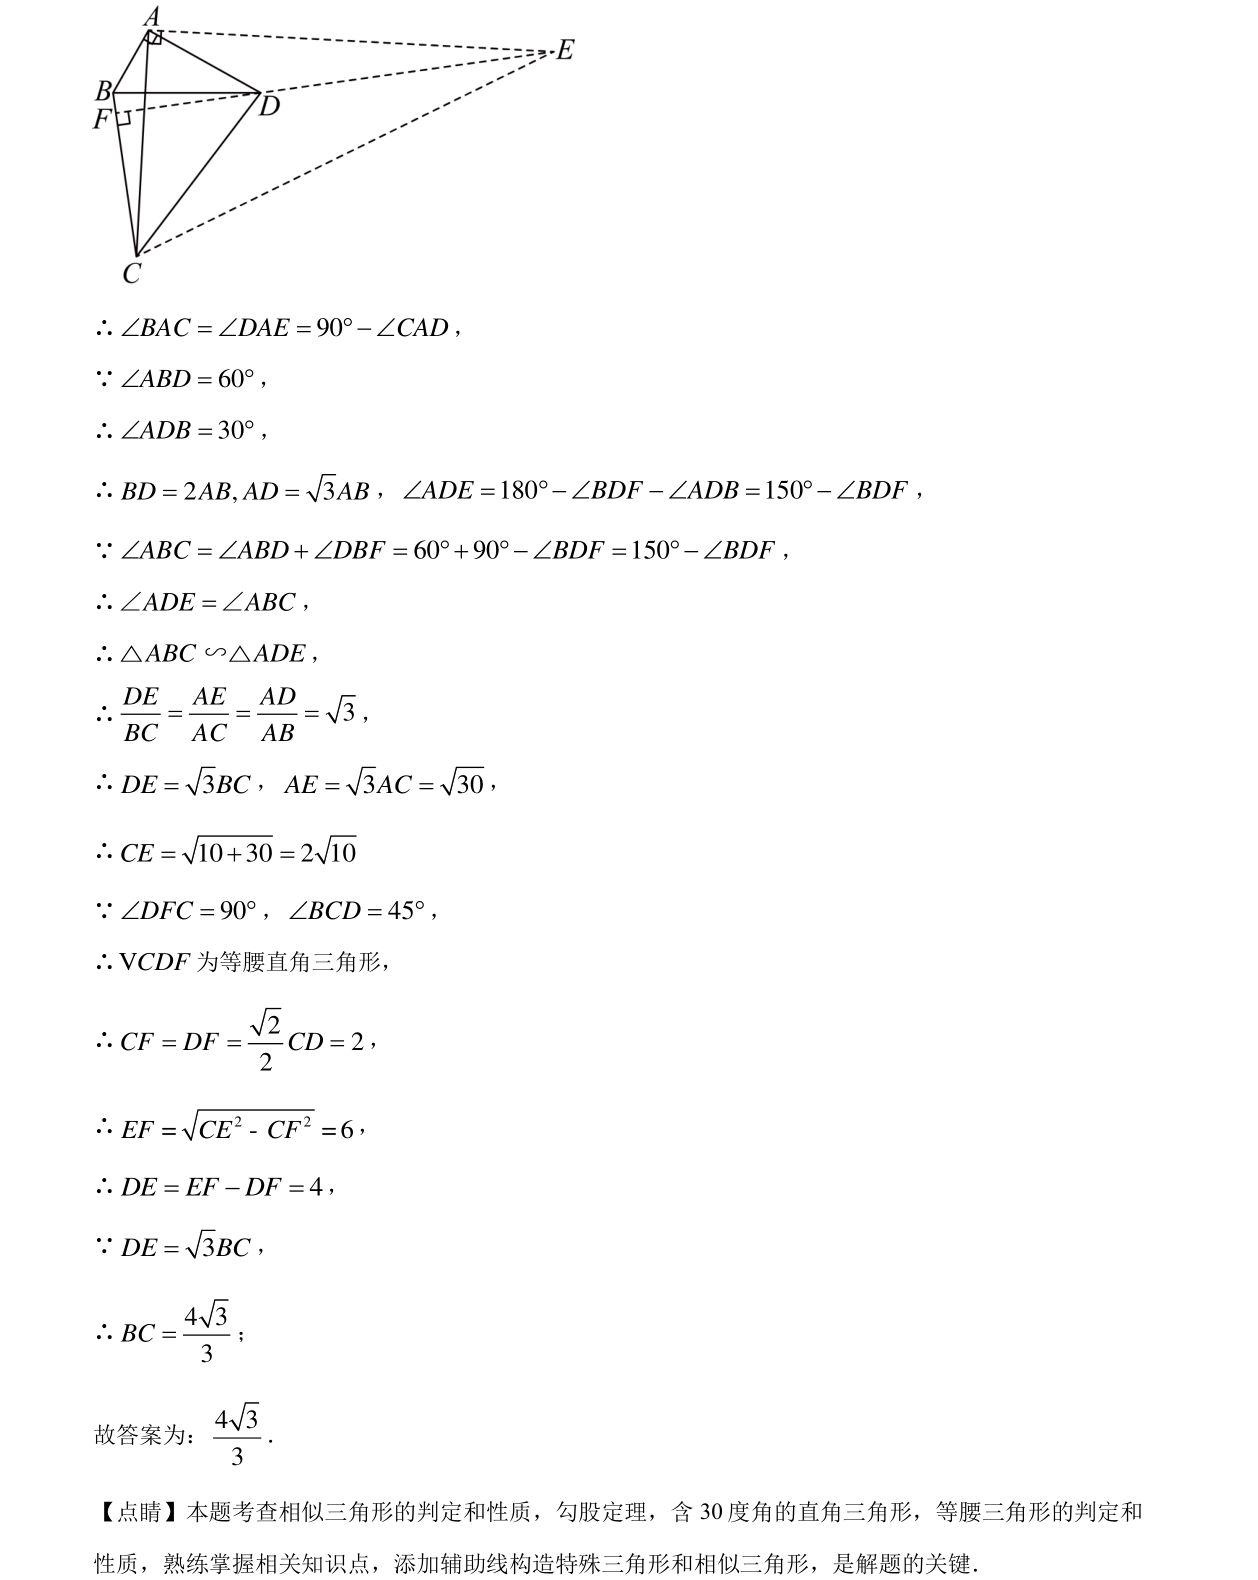 A
E
B
D
F
C
∴∠BAC=∠DAE=90°−∠CAD，
∵∠ABD=60°，
∴∠ADB=30°，
∴BD=2AB,AD=√3AB，∠ADE=180°−∠BDF−∠ADB=150°−∠BDF，
∵∠ABC=∠ABD+∠DBF=60°+90°−∠BDF=150°−∠BDF，
∴∠ADE=∠ABC，
∴△ABC∽△ADE，
∴DE/BC=AE/AC=AD/AB=√3，
∴DE=√3BC，AE=√3AC=√30，
∴CE=√(10+30)=2√10
∵∠DFC=90°，∠BCD=45°，
∴VCDF为等腰直角三角形，
∴CF=DF=√2/2CD=2，
∴EF=√(CE²-CF²)=6，
∴DE=EF−DF=4，
∵DE=√3BC，
∴BC=4√3/3；
故答案为：4√3/3．
【点睛】本题考查相似三角形的判定和性质，勾股定理，含30度角的直角三角形，等腰三角形的判定和
性质，熟练掌握相关知识点，添加辅助线构造特殊三角形和相似三角形，是解题的关键．